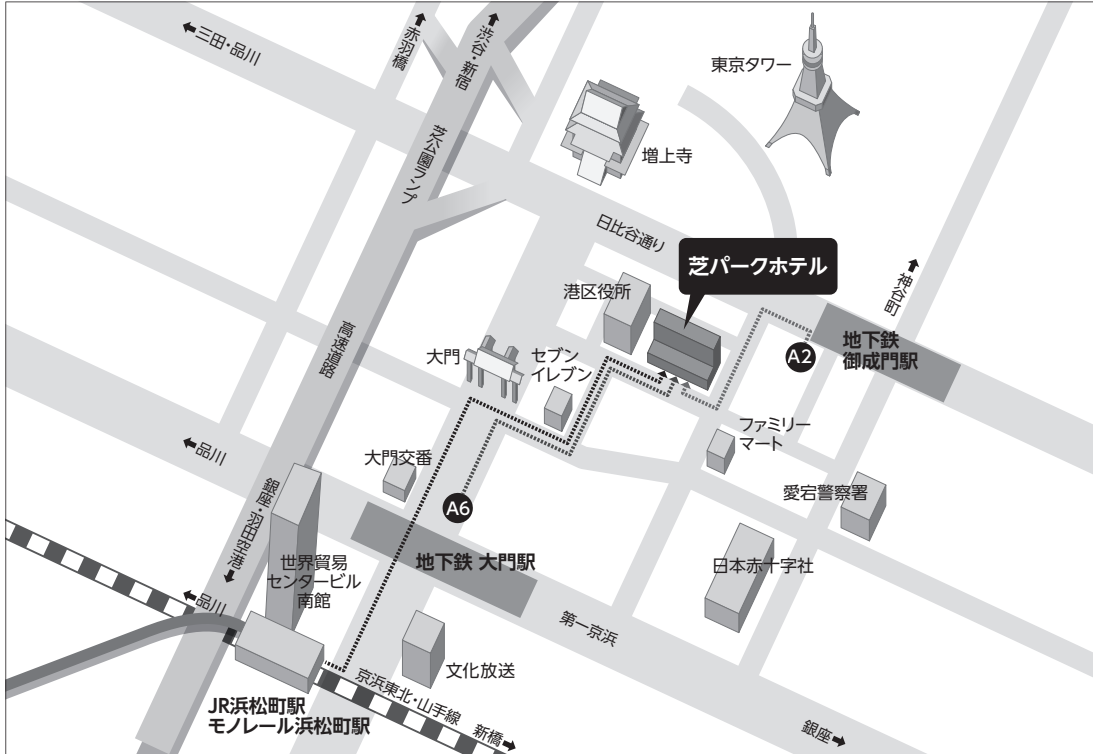 三田・品川
赤羽橋
渋谷・新宿
東京タワー
芝公園ランプ
増上寺
日比谷通り
芝パークホテル
神谷町
港区役所
高速道路
地下鉄
御成門駅
A2
大門
セブン
イレブン
ファミリー
マート
品川
大門交番
愛宕警察署
銀座・羽田空港
A6
世界貿易
センタービル
南館
地下鉄 大門駅
日本赤十字社
品川
第一京浜
文化放送
京浜東北・山手線
新橋
JR浜松町駅
モノレール浜松町駅
銀座